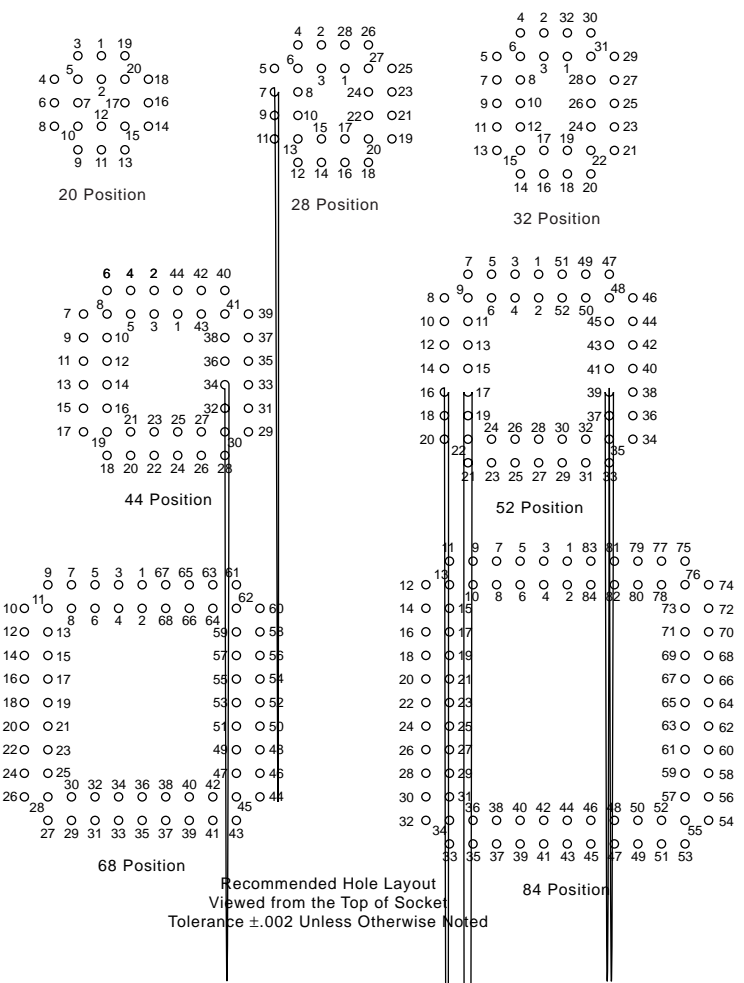 3 1 19
5 20
4 18
2
6 7 17 16
12
8 14
10 15
9 11 13
20 Position
4 2 28 26
6 27
5 25
3 1
7 8 24 23
9 10 22 21
15 17
11 19
13 20
12 14 16 18
28 Position
4 2 32 30
6 31
5 29
3 1
7 8 28 27
9 10 26 25
11 12 24 23
17 19
13 21
15 22
14 16 18 20
32 Position
6 4 2 44 42 40
8 41
7 39
5 3 1 43
9 10 38 37
11 12 36 35
13 14 34 33
15 16 32 31
21 23 25 27
17 29
19 30
18 20 22 24 26 28
44 Position
7 5 3 1 51 49 47
9 48
8 46
6 4 2 52 50
10 11 45 44
12 13 43 42
14 15 41 40
16 17 39 38
18 19 37 36
24 26 28 30 32
20 34
22 35
21 23 25 27 29 31 33
52 Position
9 7 5 3 1 67 65 63 61
11 62
10 60
8 6 4 2 68 66 64
12 13 59 58
14 15 57 56
16 17 55 54
18 19 53 52
20 21 51 50
22 23 49 48
24 25 47 46
30 32 34 36 38 40 42
26 44
28 45
27 29 31 33 35 37 39 41 43
68 Position
11 9 7 5 3 1 83 81 79 77 75
13 76
12 74
10 8 6 4 2 84 82 80 78
14 15 73 72
16 17 71 70
18 19 69 68
20 21 67 66
22 23 65 64
24 25 63 62
26 27 61 60
28 29 59 58
30 31 57 56
36 38 40 42 44 46 48 50 52
32 54
34 55
33 35 37 39 41 43 45 47 49 51 53
84 Position
Recommended Hole Layout
Viewed from the Top of Socket
Tolerance ±.002 Unless Otherwise Noted